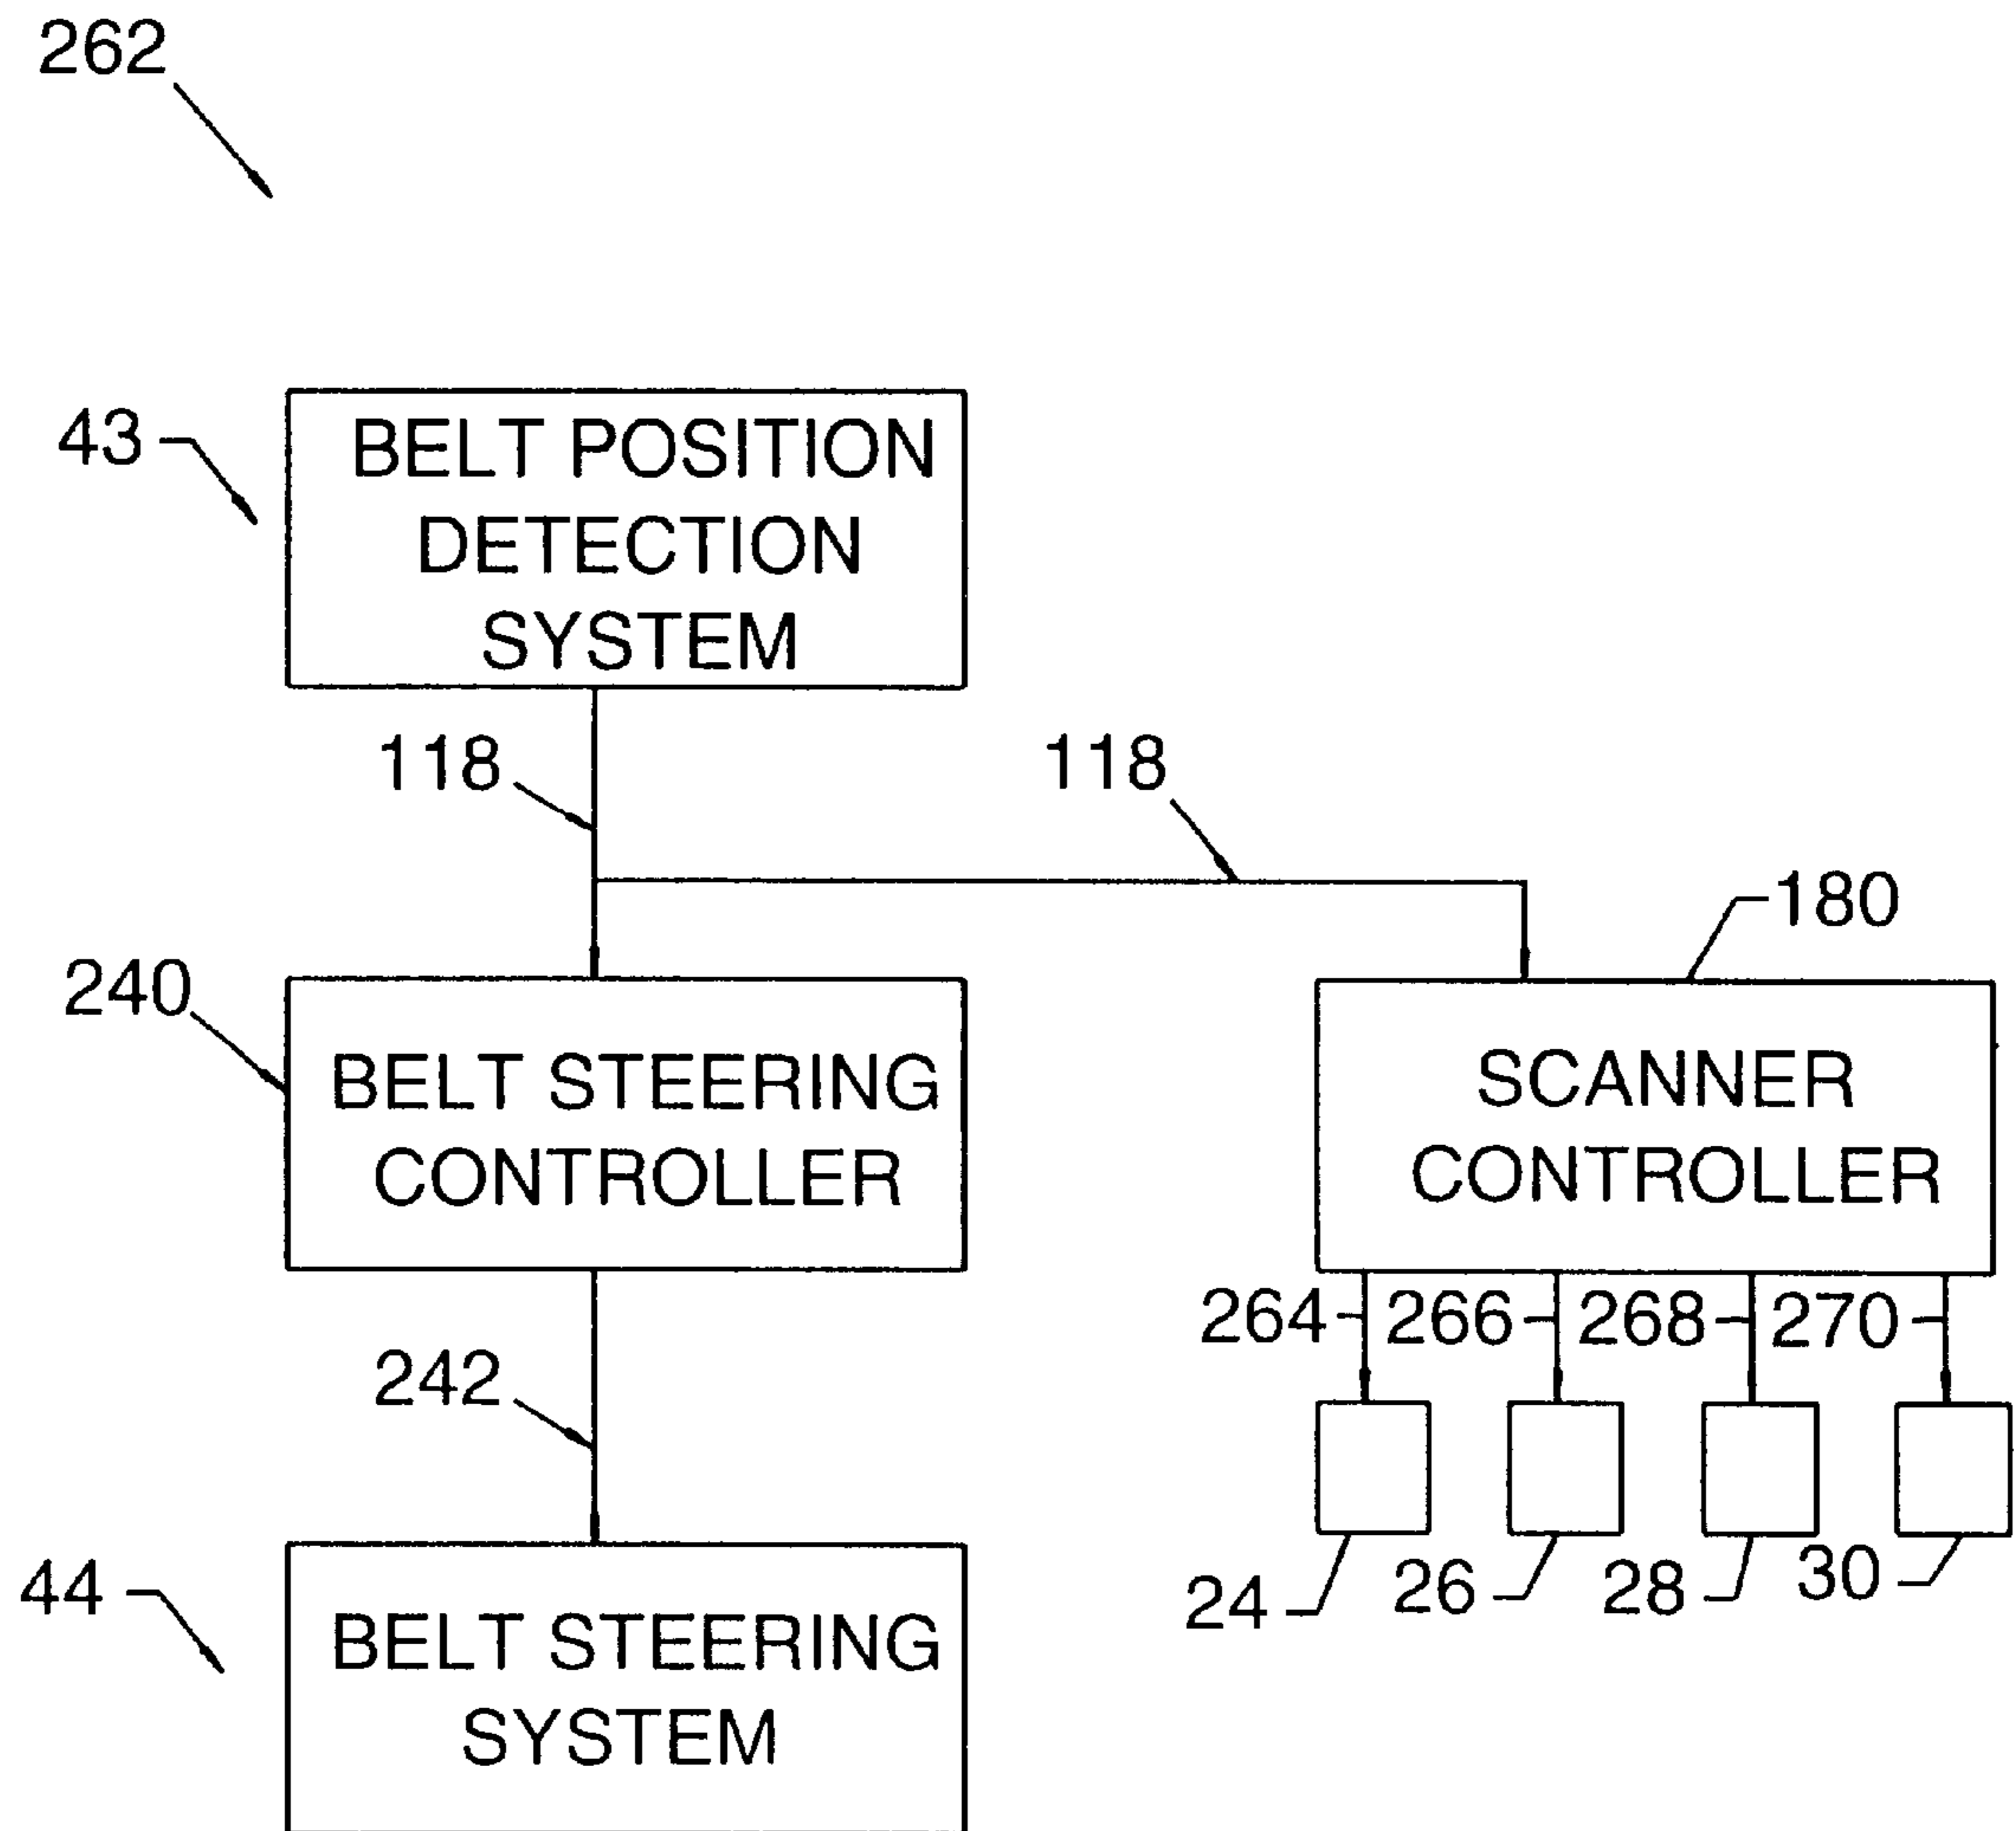 262
43
BELT POSITION
DETECTION
SYSTEM
118
118
180
240
BELT STEERING
CONTROLLER
SCANNER
CONTROLLER
264
266
268
270
242
24
26
28
30
44
BELT STEERING
SYSTEM